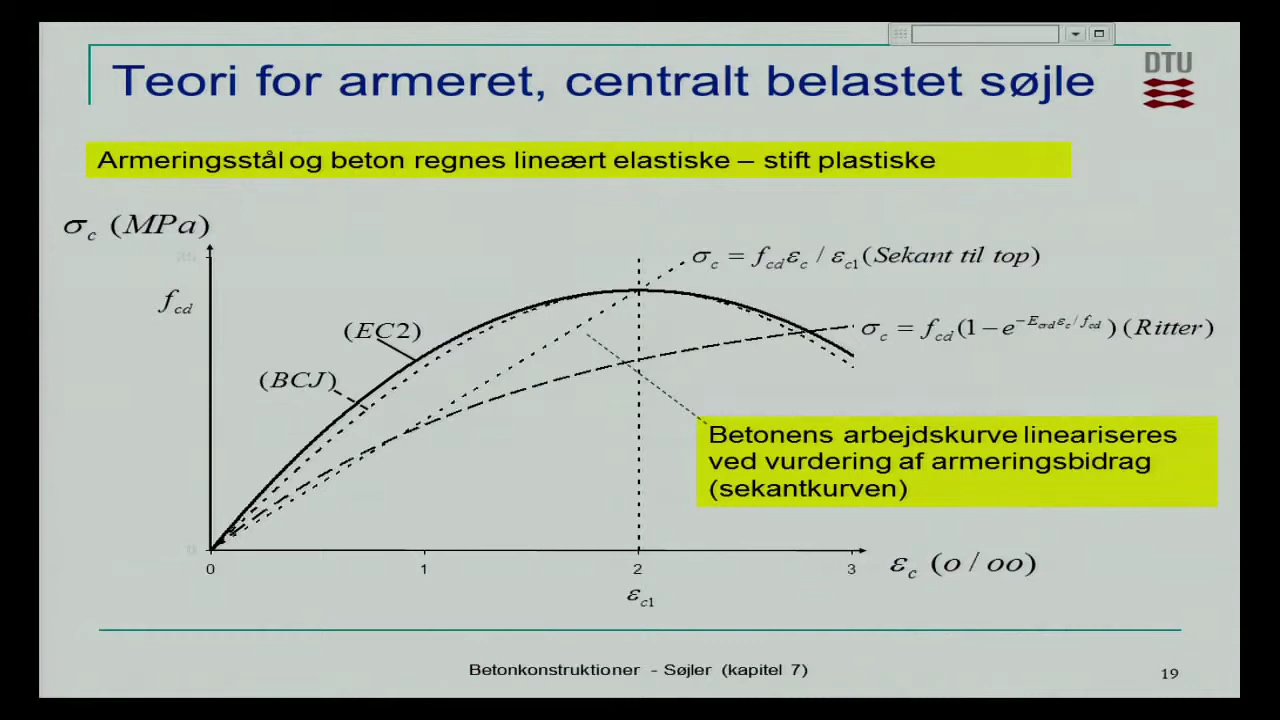 DTU
Teori for armeret, centralt belastet søjle
Armeringsstål og beton regnes lineært elastiske – stift plastiske
σc (MPa)
fcd
σc = fcd εc / εc1 (Sekant til top)
(EC2)
σc = fcd (1 − e^(−Ecrd εc / fcd)) (Ritter)
(BCJ)
Betonens arbejdskurve lineariseres
ved vurdering af armeringsbidrag
(sekantkurven)
0 1 2 3
εc (o / oo)
εc1
Betonkonstruktioner - Søjler (kapitel 7)
19